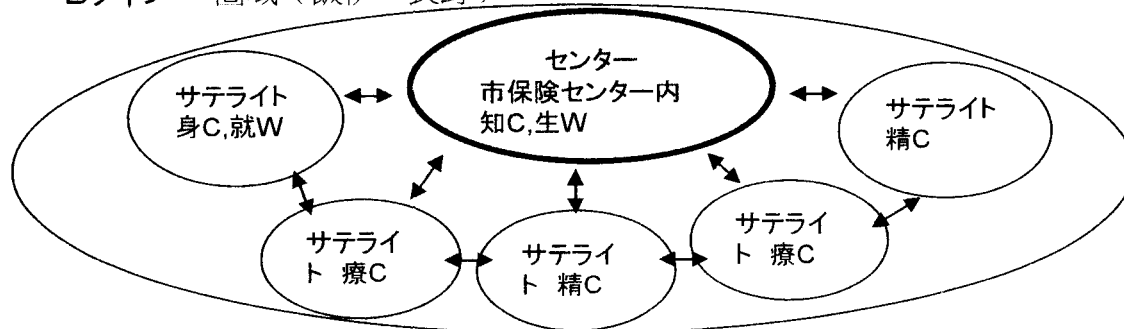 センター
市保険センター内
知C,生W
サテライト
身C,就W
サテライト
精C
サテライ
ト 療C
サテライ
ト 精C
サテライ
ト 療C